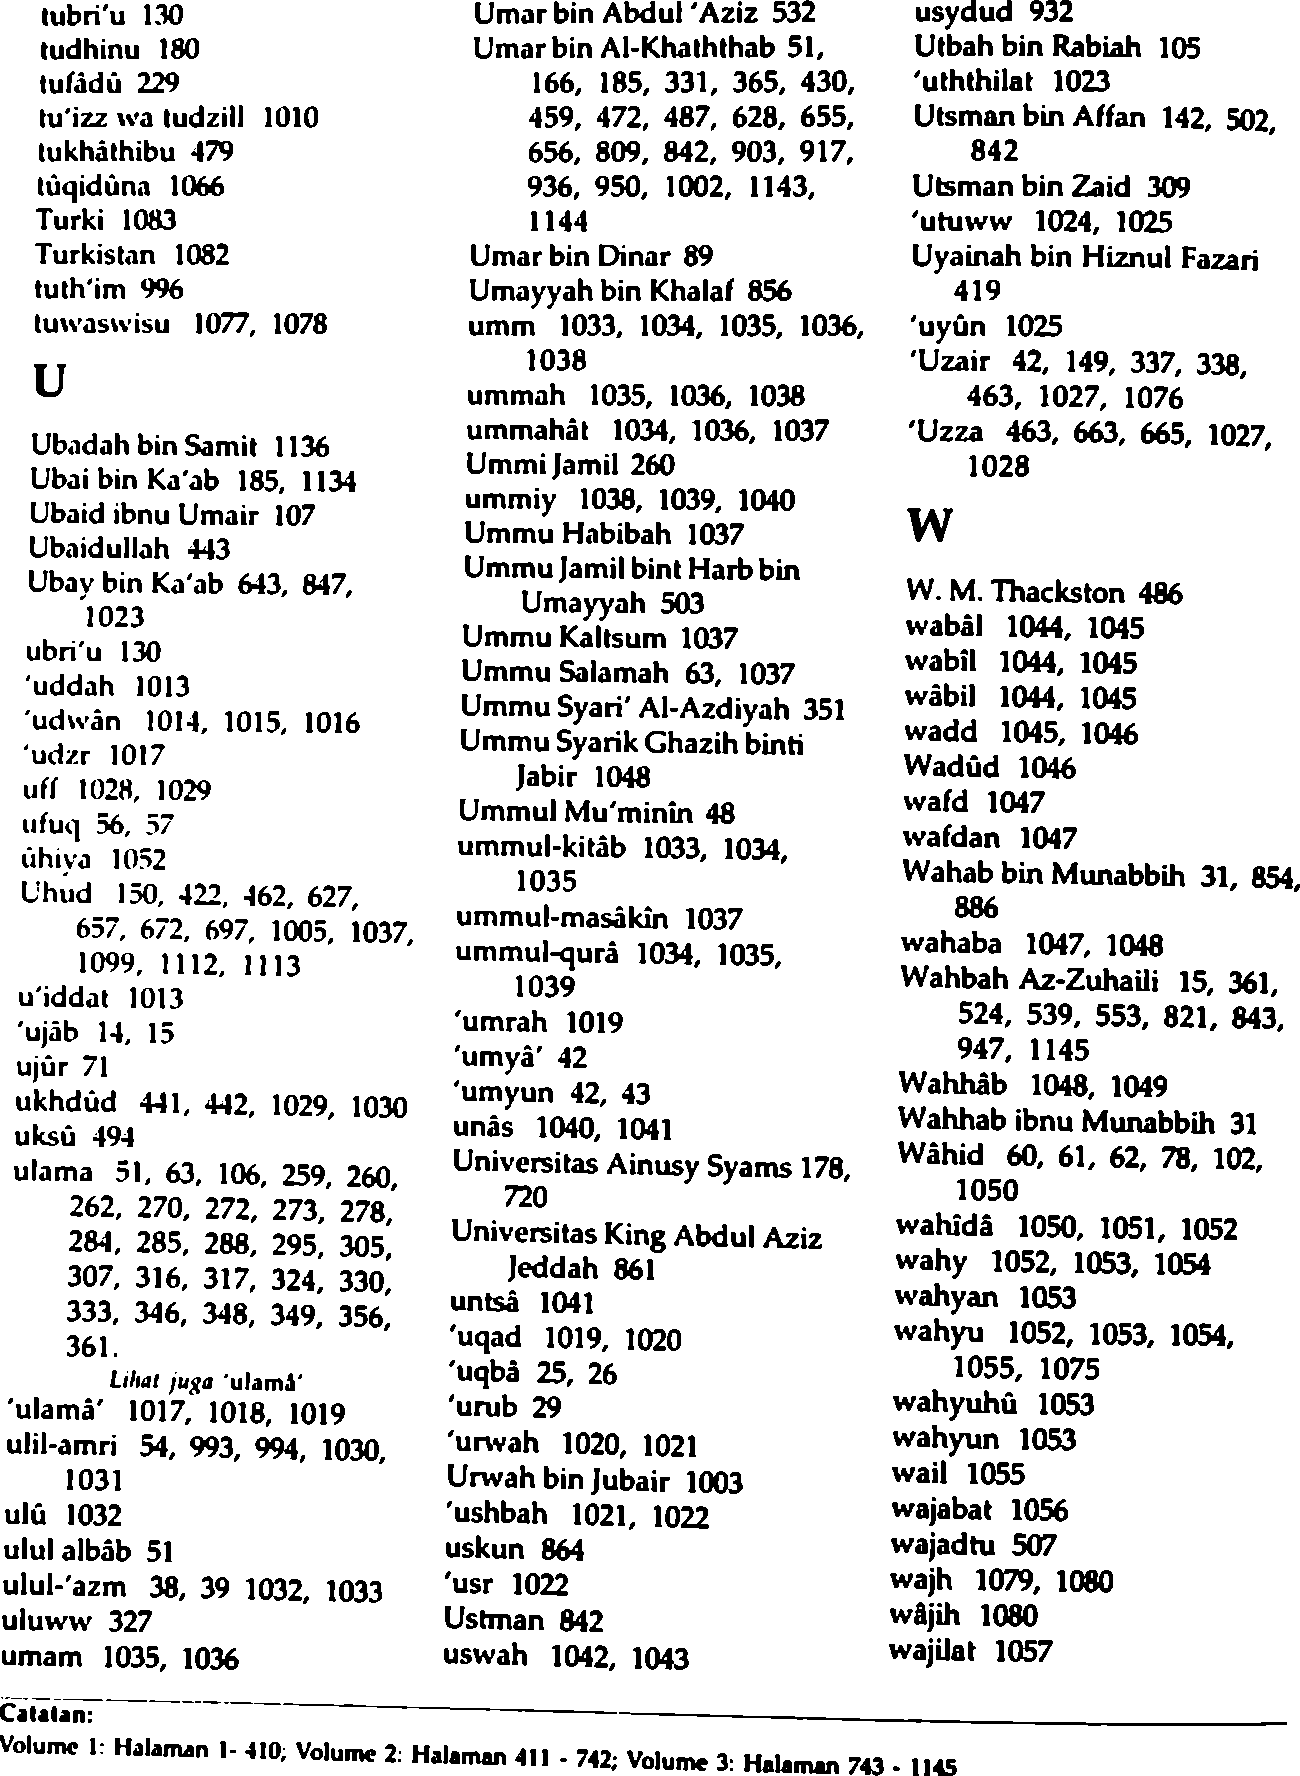 tubri'u 130
tudhinu 180
tufâdû 229
tu'izz wa tudzill 1010
tukhâthibu 479
tûqidûna 1066
Turki 1083
Turkistan 1082
tuth'im 996
tuwaswisu 1077, 1078
U
Ubadah bin Samit 1136
Ubai bin Ka'ab 185, 1134
Ubaid ibnu Umair 107
Ubaidullah 443
Ubay bin Ka'ab 643, 847,
1023
ubri'u 130
'uddah 1013
'udwân 1014, 1015, 1016
'udzr 1017
uff 1028, 1029
ufuq 56, 57
ûhiya 1052
Uhud 150, 422, 462, 627,
657, 672, 697, 1005, 1037,
1099, 1112, 1113
u'iddat 1013
'ujâb 14, 15
ujûr 71
ukhdûd 441, 442, 1029, 1030
uksû 494
ulama 51, 63, 106, 259, 260,
262, 270, 272, 273, 278,
284, 285, 288, 295, 305,
307, 316, 317, 324, 330,
333, 346, 348, 349, 356,
361.
Lihat juga 'ulamâ'
'ulamâ' 1017, 1018, 1019
ulil-amri 54, 993, 994, 1030,
1031
ulû 1032
ulul albâb 51
ulul-'azm 38, 39 1032, 1033
uluww 327
umam 1035, 1036
Umar bin Abdul 'Aziz 532
Umar bin Al-Khaththab 51,
166, 185, 331, 365, 430,
459, 472, 487, 628, 655,
656, 809, 842, 903, 917,
936, 950, 1002, 1143,
1144
Umar bin Dinar 89
Umayyah bin Khalaf 856
umm 1033, 1034, 1035, 1036,
1038
ummah 1035, 1036, 1038
ummahât 1034, 1036, 1037
Ummi Jamil 260
ummiy 1038, 1039, 1040
Ummu Habibah 1037
Ummu Jamil bint Harb bin
Umayyah 503
Ummu Kaltsum 1037
Ummu Salamah 63, 1037
Ummu Syari' Al-Azdiyah 351
Ummu Syarik Ghazih binti
Jabir 1048
Ummul Mu'minîn 48
ummul-kitâb 1033, 1034,
1035
ummul-masâkîn 1037
ummul-qurâ 1034, 1035,
1039
'umrah 1019
'umyâ' 42
'umyun 42, 43
unâs 1040, 1041
Universitas Ainusy Syams 178,
720
Universitas King Abdul Aziz
Jeddah 861
untsâ 1041
'uqad 1019, 1020
'uqbâ 25, 26
'urub 29
'urwah 1020, 1021
Urwah bin Jubair 1003
'ushbah 1021, 1022
uskun 864
'usr 1022
Ustman 842
uswah 1042, 1043
usydud 932
Utbah bin Rabiah 105
'uththilat 1023
Utsman bin Affan 142, 502,
842
Utsman bin Zaid 309
'utuww 1024, 1025
Uyainah bin Hiznul Fazari
419
'uyûn 1025
'Uzair 42, 149, 337, 338,
463, 1027, 1076
'Uzza 463, 663, 665, 1027,
1028
W
W. M. Thackston 486
wabâl 1044, 1045
wabîl 1044, 1045
wâbil 1044, 1045
wadd 1045, 1046
Wadûd 1046
wafd 1047
wafdan 1047
Wahab bin Munabbih 31, 854,
886
wahaba 1047, 1048
Wahbah Az-Zuhaili 15, 361,
524, 539, 553, 821, 843,
947, 1145
Wahhâb 1048, 1049
Wahhab ibnu Munabbih 31
Wâhid 60, 61, 62, 78, 102,
1050
wahîdâ 1050, 1051, 1052
wahy 1052, 1053, 1054
wahyan 1053
wahyu 1052, 1053, 1054,
1055, 1075
wahyuhû 1053
wahyun 1053
wail 1055
wajabat 1056
wajadtu 507
wajh 1079, 1080
wâjih 1080
wajilat 1057
Catatan:
Volume 1: Halaman 1- 410; Volume 2: Halaman 411 - 742; Volume 3: Halaman 743 - 1145